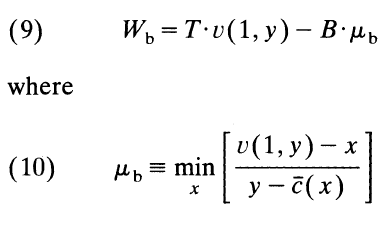 (9) W_b = T·v(1, y) − B·μ_b
where
(10) μ_b ≡ min_x [ (v(1, y) − x) / (y − c̄(x)) ]